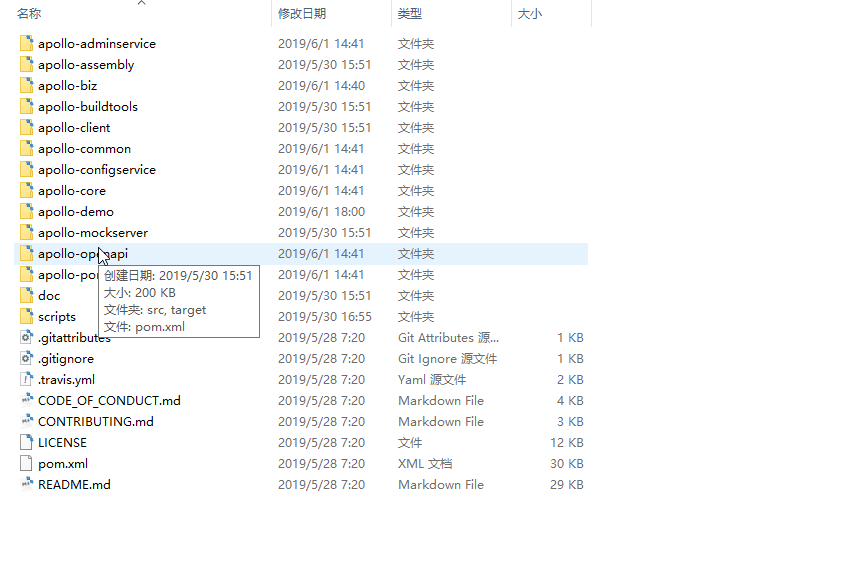 名称 修改日期 类型 大小
apollo-adminservice 2019/6/1 14:41 文件夹
apollo-assembly 2019/5/30 15:51 文件夹
apollo-biz 2019/6/1 14:40 文件夹
apollo-buildtools 2019/5/30 15:51 文件夹
apollo-client 2019/5/30 15:51 文件夹
apollo-common 2019/6/1 14:41 文件夹
apollo-configservice 2019/6/1 14:41 文件夹
apollo-core 2019/6/1 14:41 文件夹
apollo-demo 2019/6/1 18:00 文件夹
apollo-mockserver 2019/5/30 15:51 文件夹
apollo-openapi 2019/6/1 14:41 文件夹
apollo-por 2019/6/1 14:41 文件夹
创建日期: 2019/5/30 15:51
大小: 200 KB
文件夹: src, target
文件: pom.xml
doc 2019/5/30 15:51 文件夹
scripts 2019/5/30 16:55 文件夹
.gitattributes 2019/5/28 7:20 Git Attributes 源... 1 KB
.gitignore 2019/5/28 7:20 Git Ignore 源文件 1 KB
.travis.yml 2019/5/28 7:20 Yaml 源文件 2 KB
CODE_OF_CONDUCT.md 2019/5/28 7:20 Markdown File 4 KB
CONTRIBUTING.md 2019/5/28 7:20 Markdown File 3 KB
LICENSE 2019/5/28 7:20 文件 12 KB
pom.xml 2019/5/28 7:20 XML 文档 30 KB
README.md 2019/5/28 7:20 Markdown File 29 KB